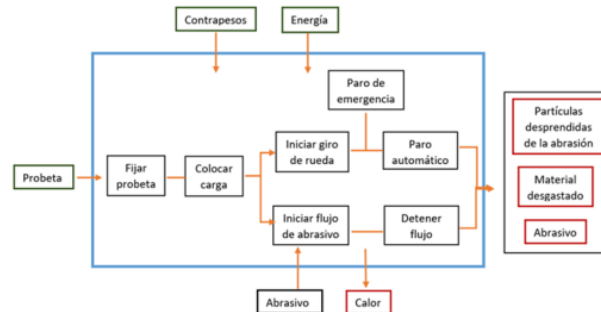 Contrapesos
Energía
Paro de
emergencia
Partículas
desprendidas
de la abrasión
Iniciar giro
de rueda
Paro
automático
Probeta
Fijar
probeta
Colocar
carga
Material
desgastado
Iniciar flujo
de abrasivo
Detener
flujo
Abrasivo
Abrasivo
Calor